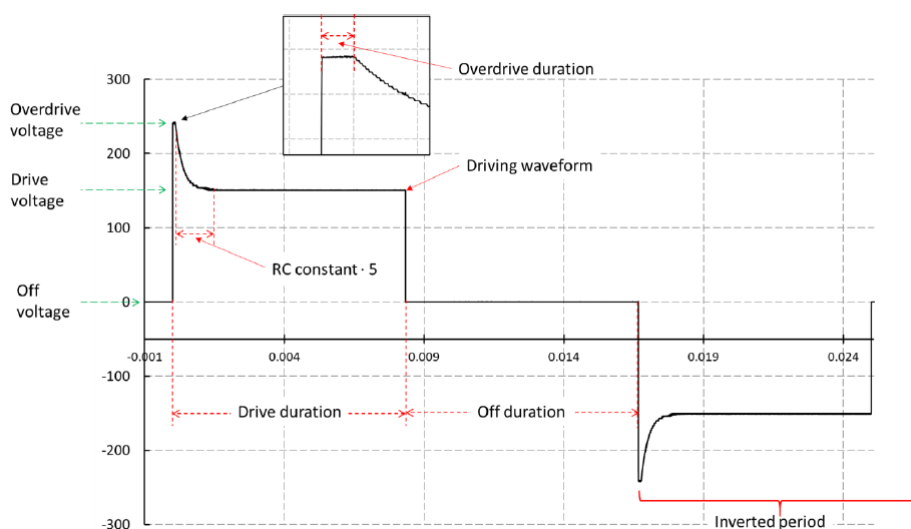 Overdrive duration
300
Overdrive
voltage
200
Driving waveform
Drive
voltage
100
RC constant · 5
Off
voltage
0
-0.001
0.004
0.009
0.014
0.019
0.024
-100
Drive duration
Off duration
-200
-300
Inverted period